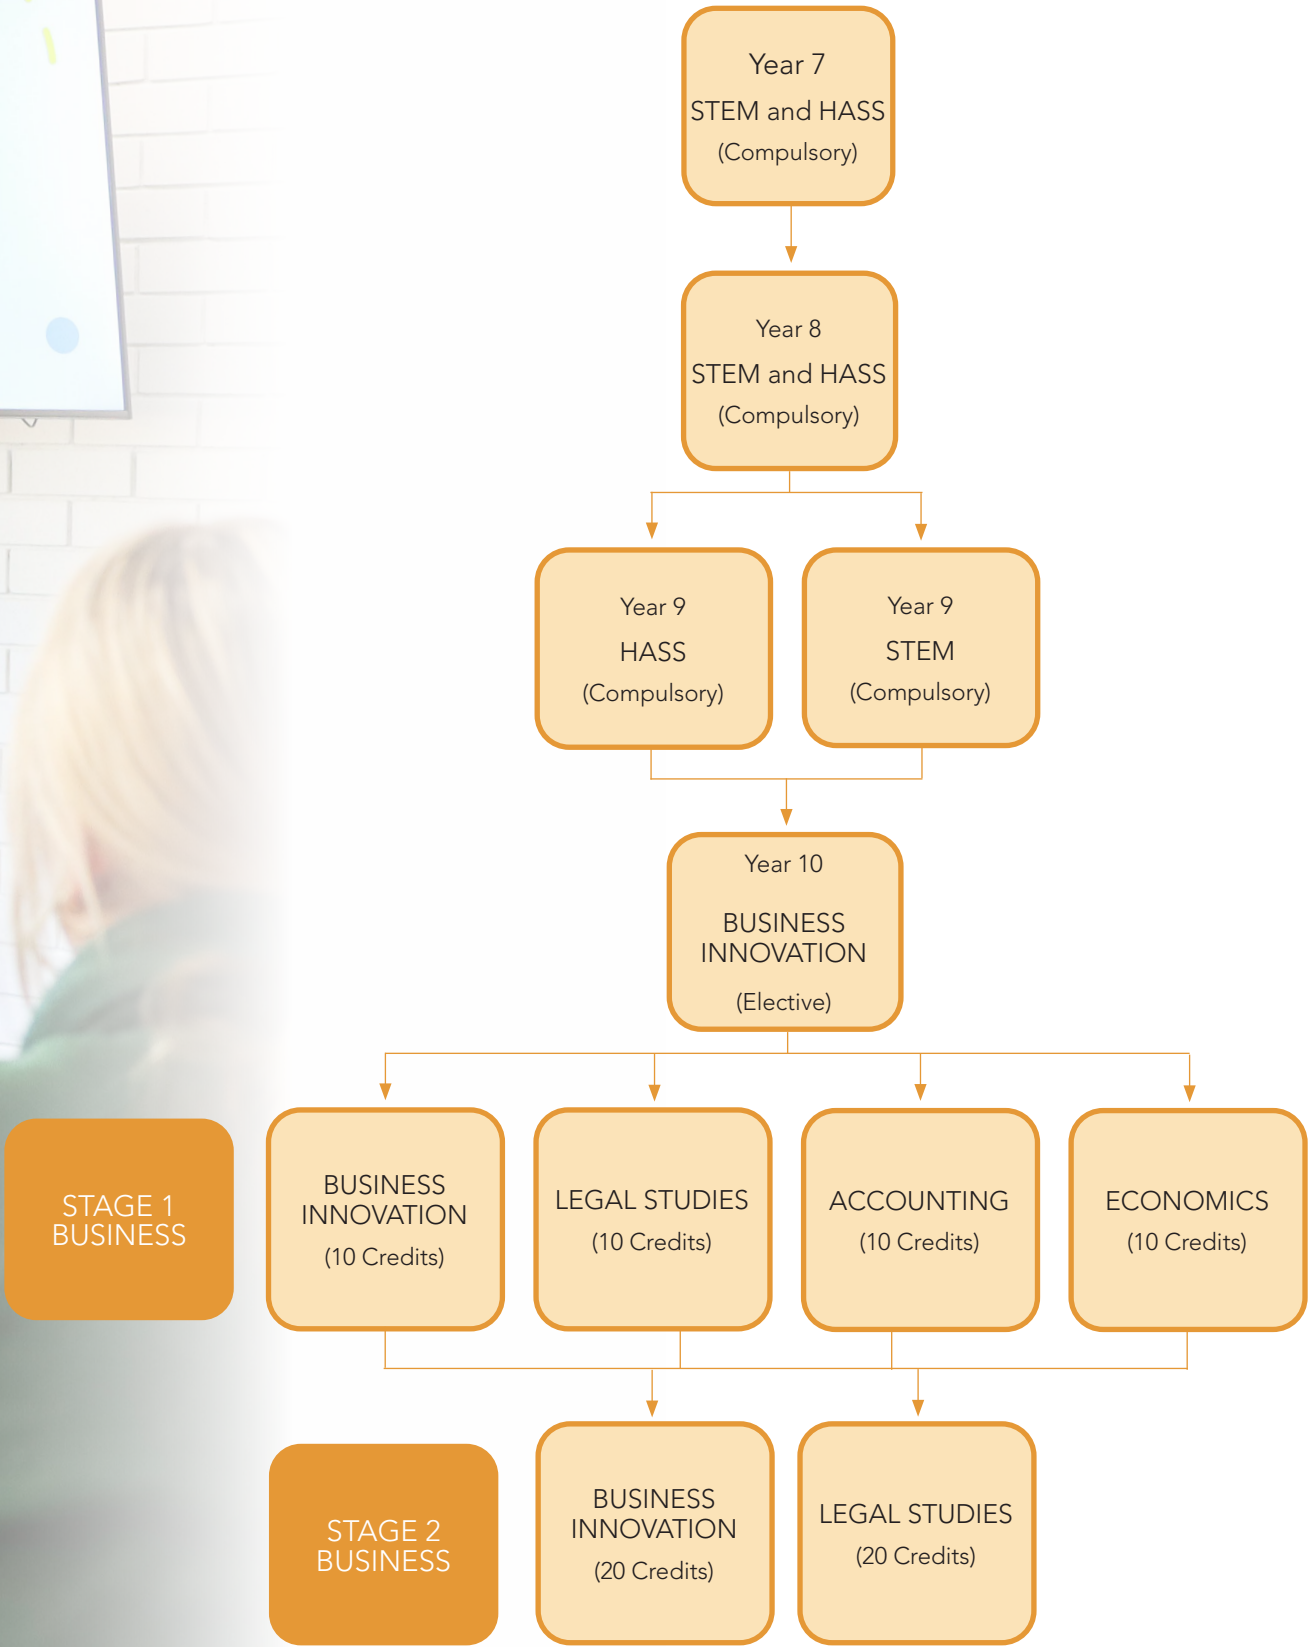 Year 7
STEM and HASS
(Compulsory)
Year 8
STEM and HASS
(Compulsory)
Year 9
HASS
(Compulsory)
Year 9
STEM
(Compulsory)
Year 10
BUSINESS
INNOVATION
(Elective)
STAGE 1
BUSINESS
BUSINESS
INNOVATION
(10 Credits)
LEGAL STUDIES
(10 Credits)
ACCOUNTING
(10 Credits)
ECONOMICS
(10 Credits)
STAGE 2
BUSINESS
BUSINESS
INNOVATION
(20 Credits)
LEGAL STUDIES
(20 Credits)